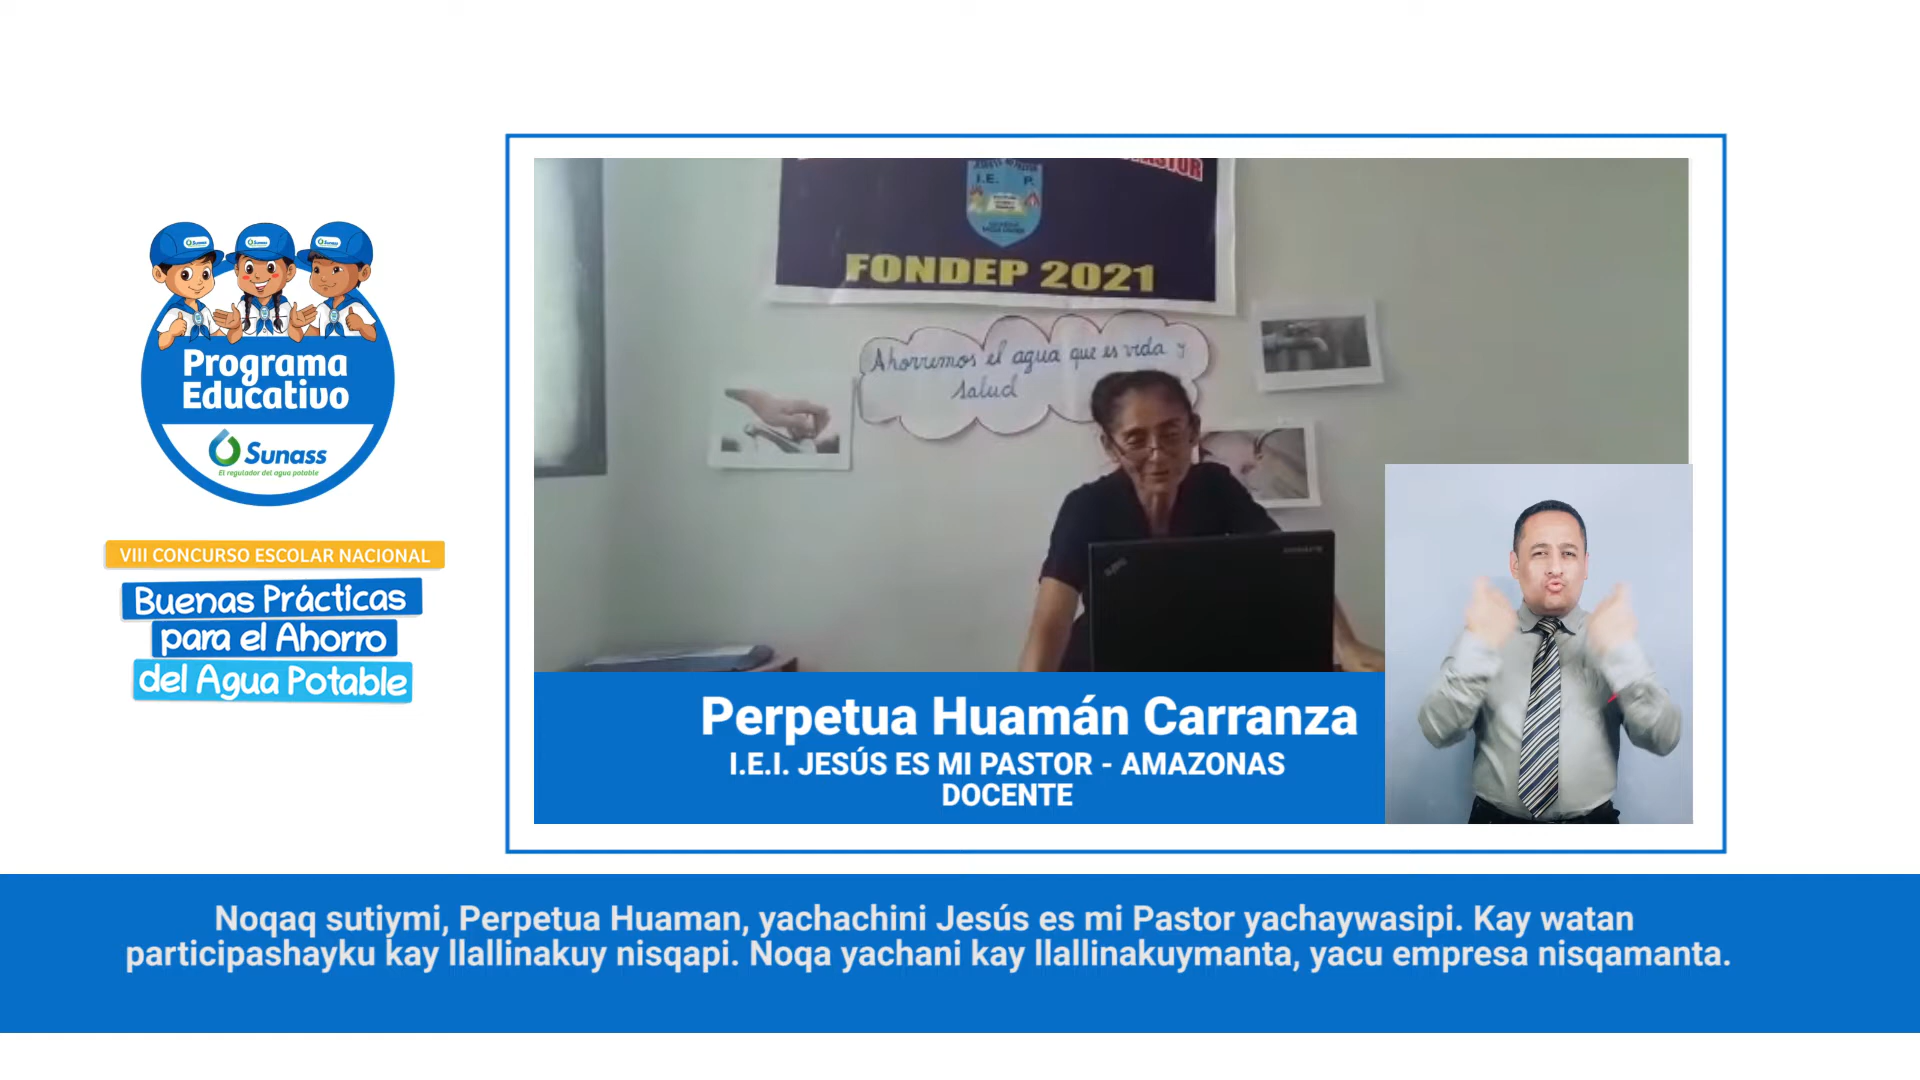 Programa
Educativo
Sunass
El regulador del agua potable
VIII CONCURSO ESCOLAR NACIONAL
Buenas Prácticas
para el Ahorro
del Agua Potable
PASTOR
I.E. P.
FONDEP 2021
Ahorremos el agua que es vida y
salud
Perpetua Huamán Carranza
I.E.I. JESÚS ES MI PASTOR - AMAZONAS
DOCENTE
Noqaq sutiymi, Perpetua Huaman, yachachini Jesús es mi Pastor yachaywasipi. Kay watan
participashayku kay llallinakuy nisqapi. Noqa yachani kay llallinakuymanta, yacu empresa nisqamanta.